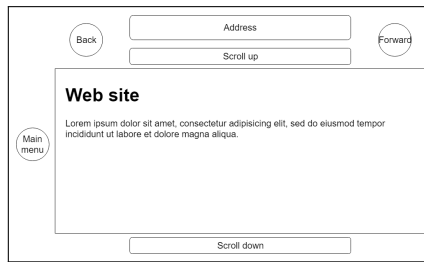 Address
Back
Forward
Scroll up
Web site
Lorem ipsum dolor sit amet, consectetur adipisicing elit, sed do eiusmod tempor
incididunt ut labore et dolore magna aliqua.
Main
menu
Scroll down